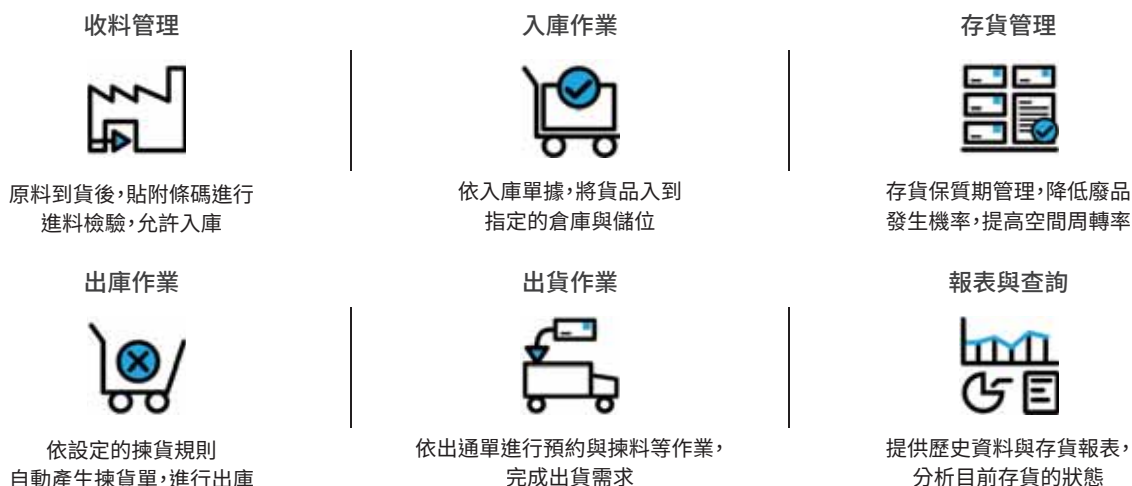 收料管理
原料到貨後，貼附條碼進行
進料檢驗，允許入庫
入庫作業
依入庫單據，將貨品入到
指定的倉庫與儲位
存貨管理
存貨保質期管理，降低廢品
發生機率，提高空間周轉率
出庫作業
依設定的揀貨規則
自動產生揀貨單，進行出庫
出貨作業
依出通單進行預約與揀料等作業，
完成出貨需求
報表與查詢
提供歷史資料與存貨報表，
分析目前存貨的狀態